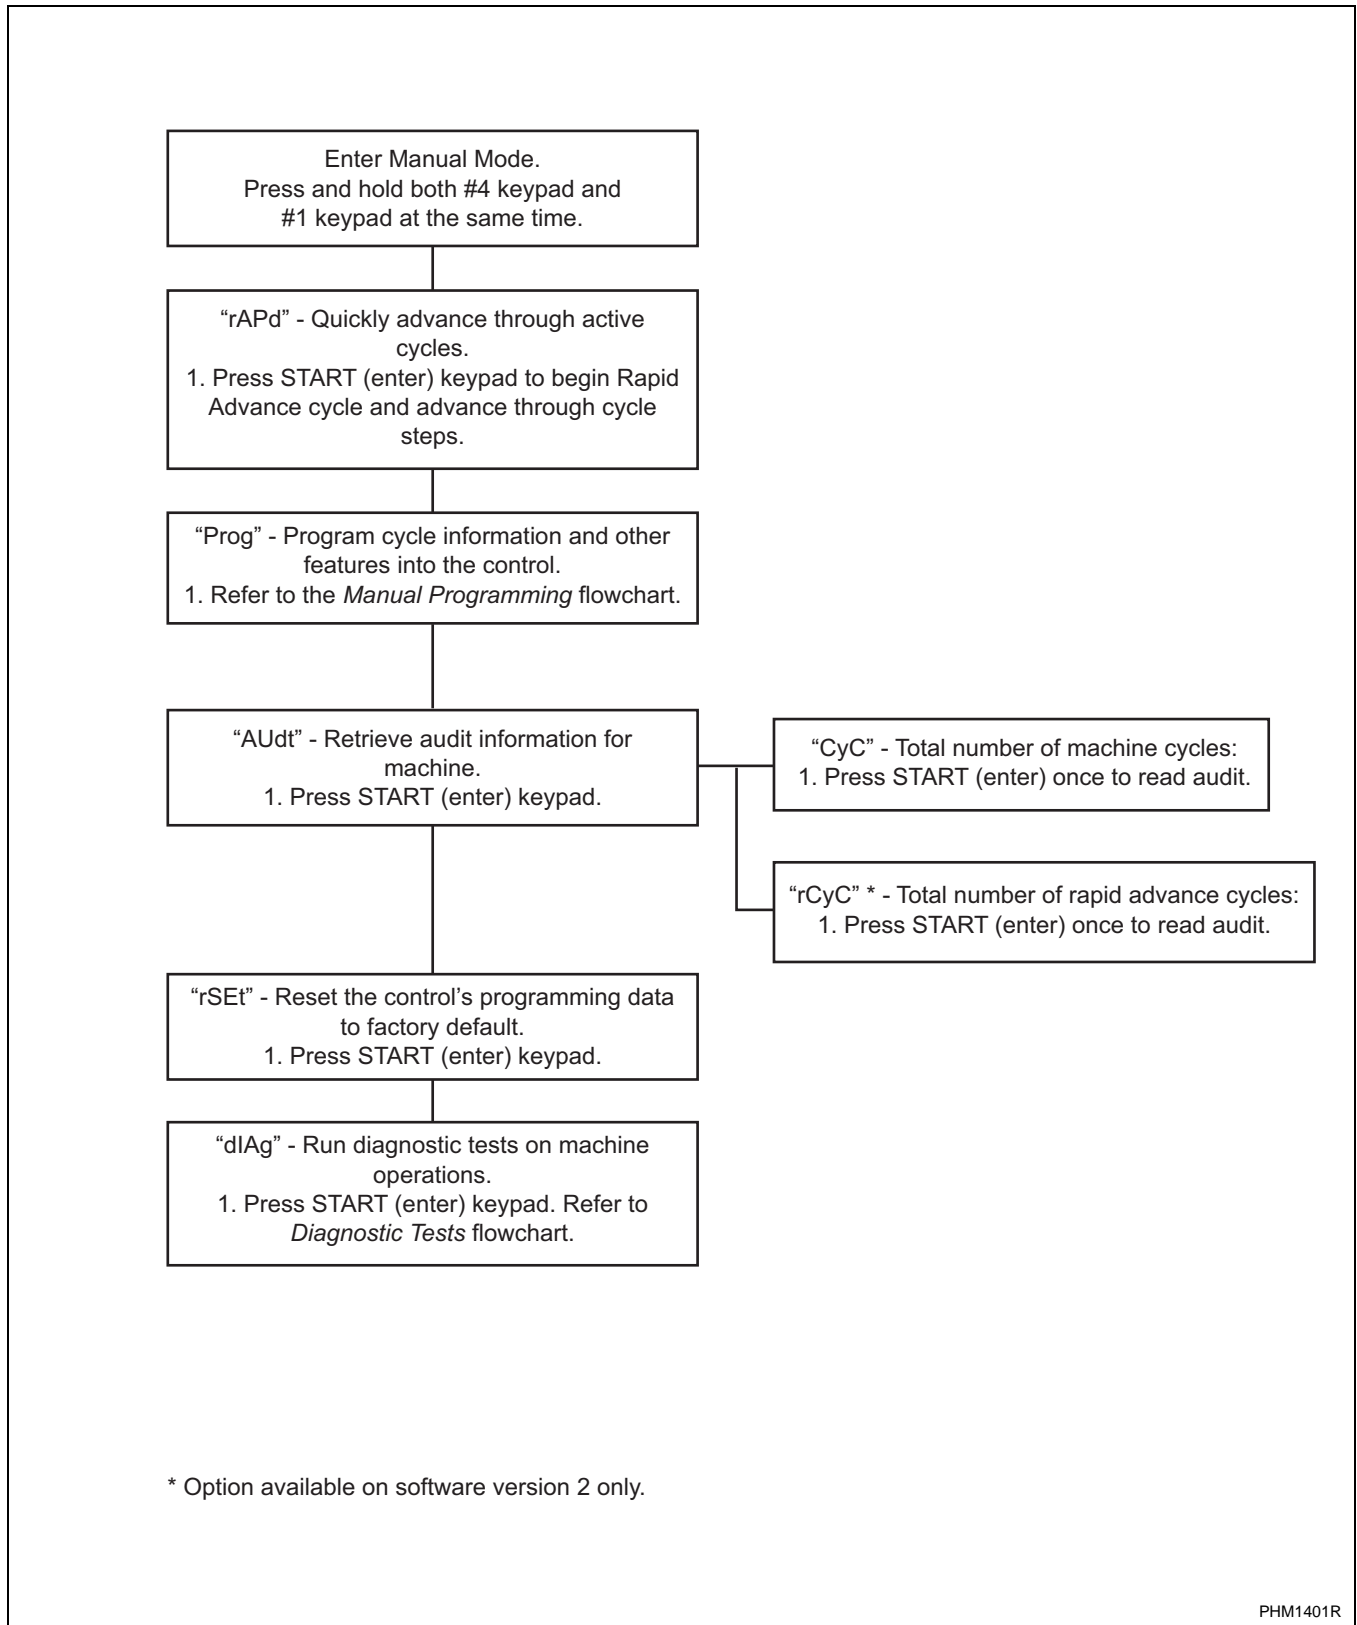 Enter Manual Mode.
Press and hold both #4 keypad and
#1 keypad at the same time.
“rAPd” - Quickly advance through active
cycles.
1. Press START (enter) keypad to begin Rapid
Advance cycle and advance through cycle
steps.
“Prog” - Program cycle information and other
features into the control.
1. Refer to the Manual Programming flowchart.
“AUdt” - Retrieve audit information for
machine.
1. Press START (enter) keypad.
“CyC” - Total number of machine cycles:
1. Press START (enter) once to read audit.
“rCyC” * - Total number of rapid advance cycles:
1. Press START (enter) once to read audit.
“rSEt” - Reset the control’s programming data
to factory default.
1. Press START (enter) keypad.
“dIAg” - Run diagnostic tests on machine
operations.
1. Press START (enter) keypad. Refer to
Diagnostic Tests flowchart.
* Option available on software version 2 only.
PHM1401R